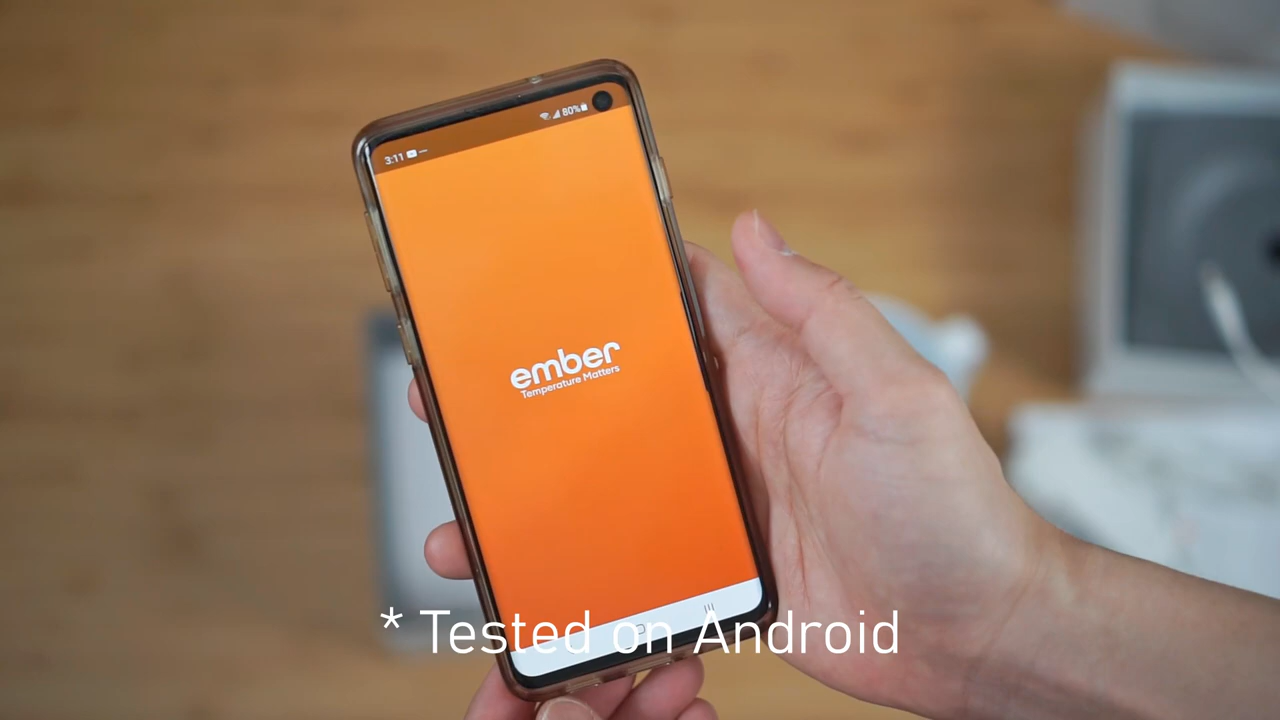 3:11
80%
ember
Temperature Matters
* Tested on Android